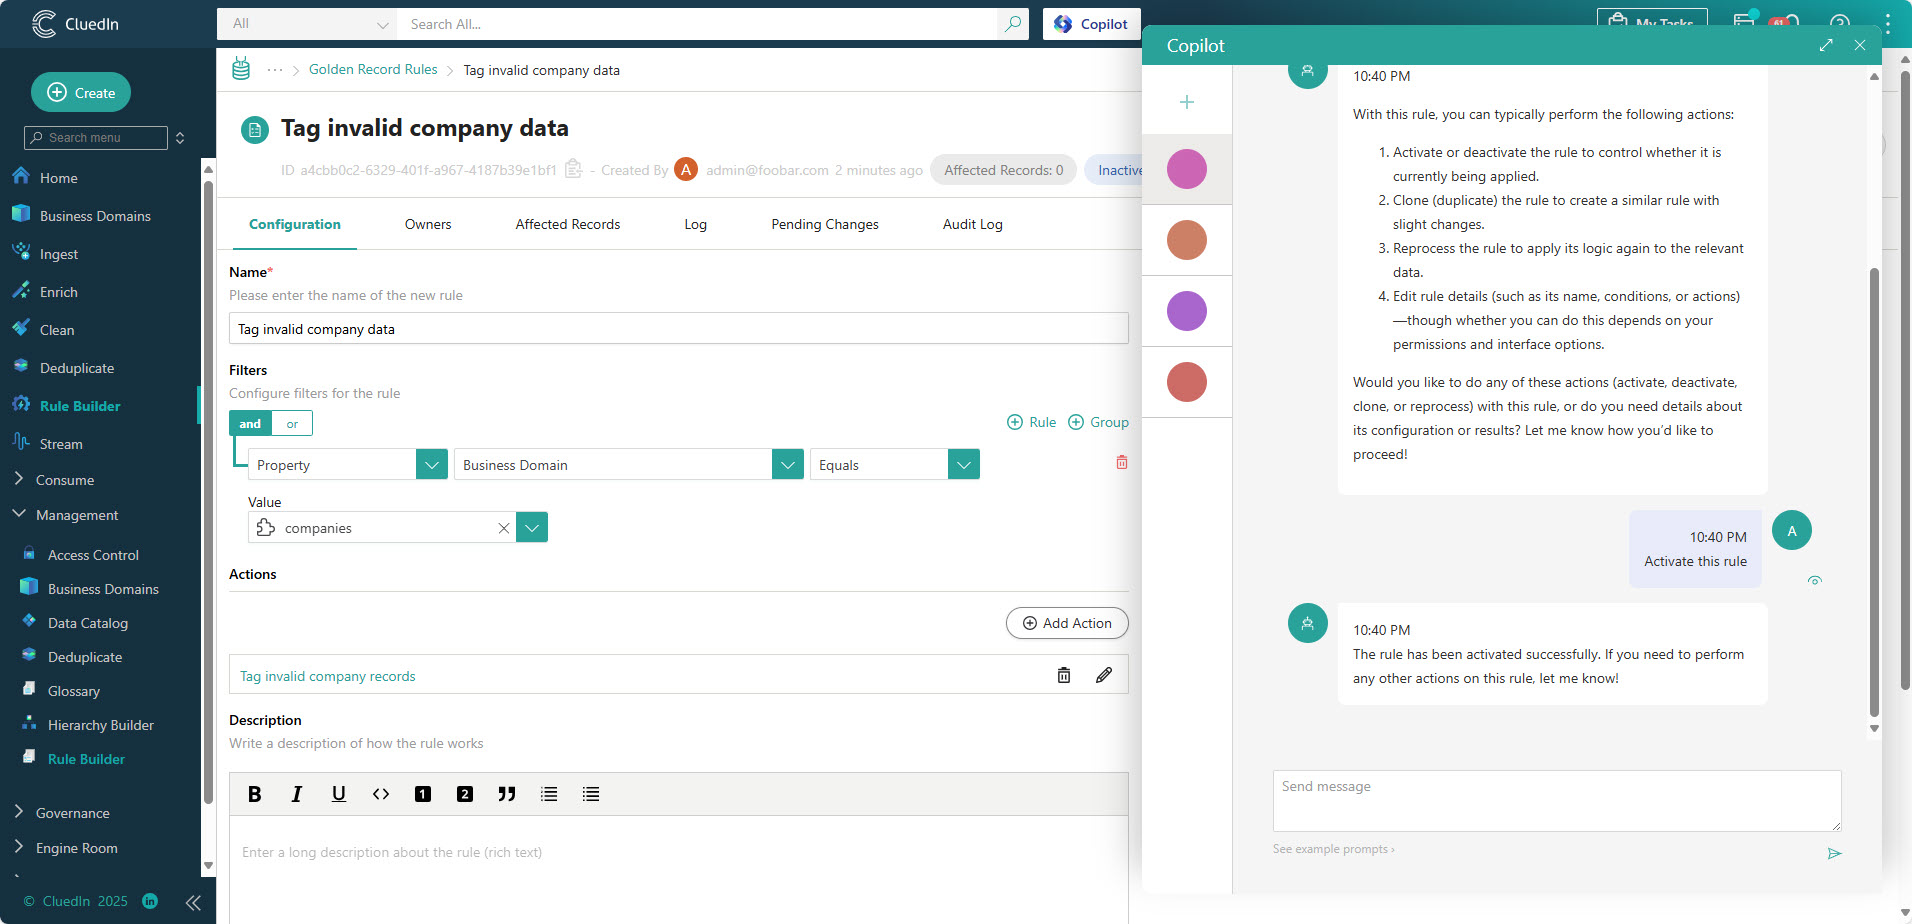 CluedIn
All
Search All...
Copilot
My Tasks
61
Create
Search menu
Home
Business Domains
Ingest
Enrich
Clean
Deduplicate
Rule Builder
Stream
Consume
Management
Access Control
Business Domains
Data Catalog
Deduplicate
Glossary
Hierarchy Builder
Rule Builder
Governance
Engine Room
© CluedIn 2025
in
··· > Golden Record Rules > Tag invalid company data
Tag invalid company data
ID a4cbb0c2-6329-401f-a967-4187b39e1bf1 - Created By A admin@foobar.com 2 minutes ago Affected Records: 0 Inactive
Configuration Owners Affected Records Log Pending Changes Audit Log
Name*
Please enter the name of the new rule
Tag invalid company data
Filters
Configure filters for the rule
and or
Rule Group
Property Business Domain Equals
Value
companies
Actions
Add Action
Tag invalid company records
Description
Write a description of how the rule works
B I U <> 1 2
Enter a long description about the rule (rich text)
Copilot
10:40 PM
With this rule, you can typically perform the following actions:
1. Activate or deactivate the rule to control whether it is
currently being applied.
2. Clone (duplicate) the rule to create a similar rule with
slight changes.
3. Reprocess the rule to apply its logic again to the relevant
data.
4. Edit rule details (such as its name, conditions, or actions)
—though whether you can do this depends on your
permissions and interface options.
Would you like to do any of these actions (activate, deactivate,
clone, or reprocess) with this rule, or do you need details about
its configuration or results? Let me know how you’d like to
proceed!
10:40 PM
Activate this rule
A
10:40 PM
The rule has been activated successfully. If you need to perform
any other actions on this rule, let me know!
Send message
See example prompts ›